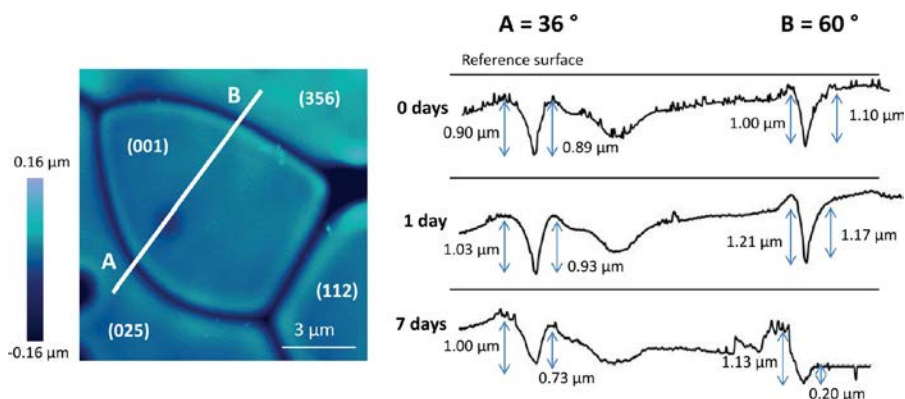 A = 36 °
B = 60 °
Reference surface
B
(356)
(001)
0.16 µm
A
(112)
(025)
3 µm
-0.16 µm
0 days
0.90 µm
0.89 µm
1.00 µm
1.10 µm
1 day
1.03 µm
0.93 µm
1.21 µm
1.17 µm
7 days
1.00 µm
0.73 µm
1.13 µm
0.20 µm